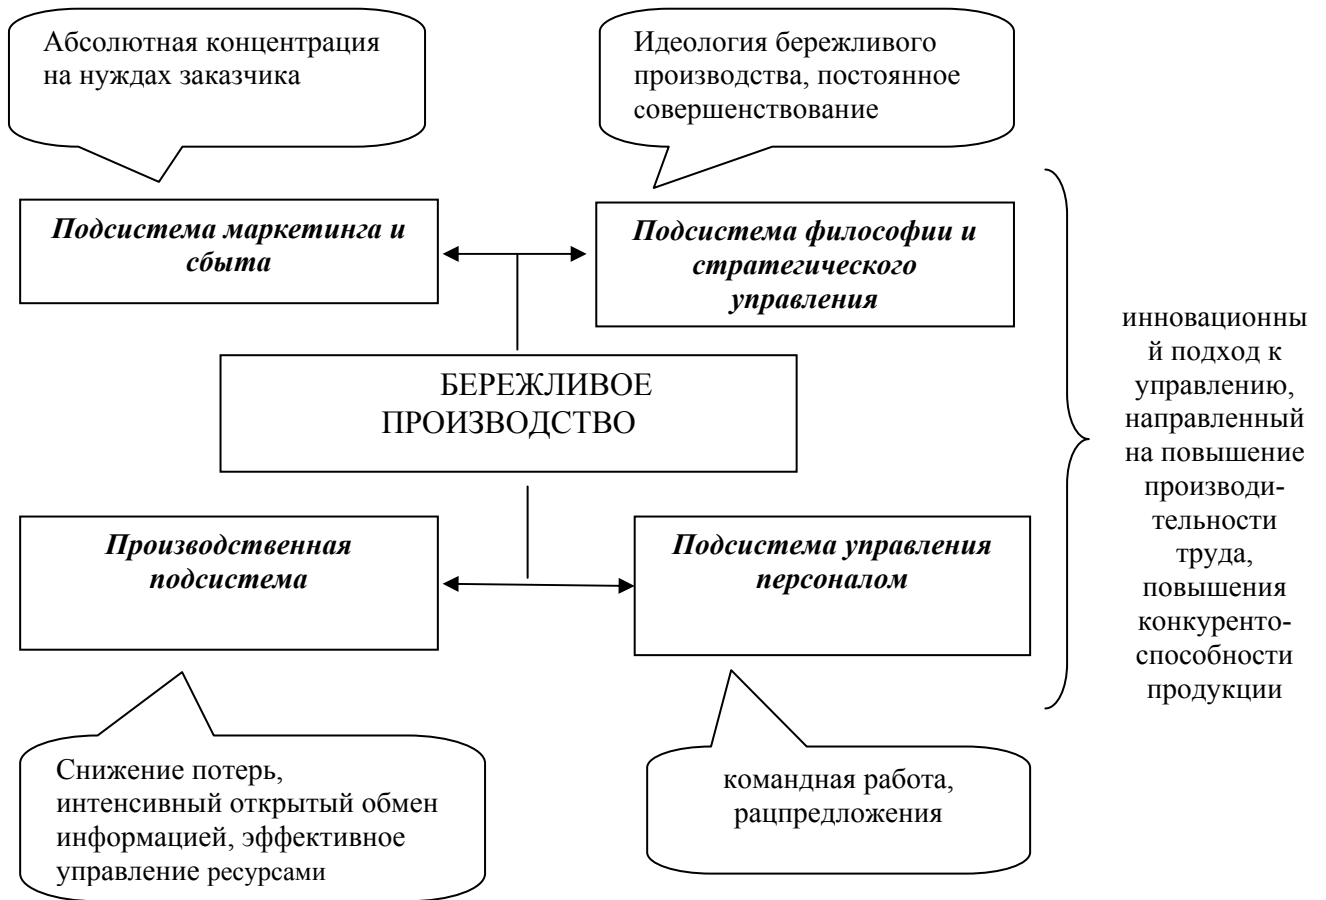 Абсолютная концентрация
на нуждах заказчика
Идеология бережливого
производства, постоянное
совершенствование
Подсистема маркетинга и
сбыта
Подсистема философии и
стратегического
управления
БЕРЕЖЛИВОЕ
ПРОИЗВОДСТВО
Производственная
подсистема
Подсистема управления
персоналом
Снижение потерь,
интенсивный открытый обмен
информацией, эффективное
управление ресурсами
командная работа,
рацпредложения
инновационны
й подход к
управлению,
направленный
на повышение
производи-
тельности
труда,
повышения
конкуренто-
способности
продукции